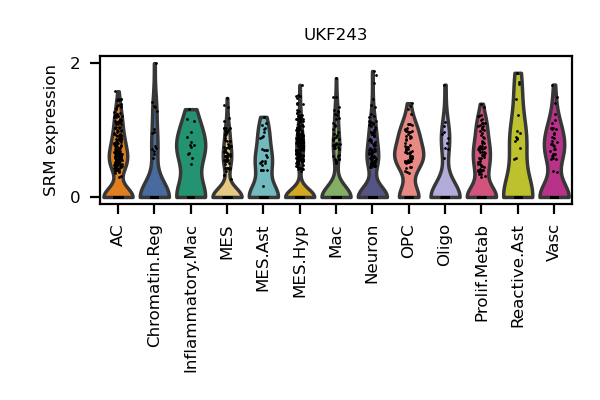 UKF243
SRM expression
2
0
AC
Chromatin.Reg
Inflammatory.Mac
MES
MES.Ast
MES.Hyp
Mac
Neuron
OPC
Oligo
Prolif.Metab
Reactive.Ast
Vasc